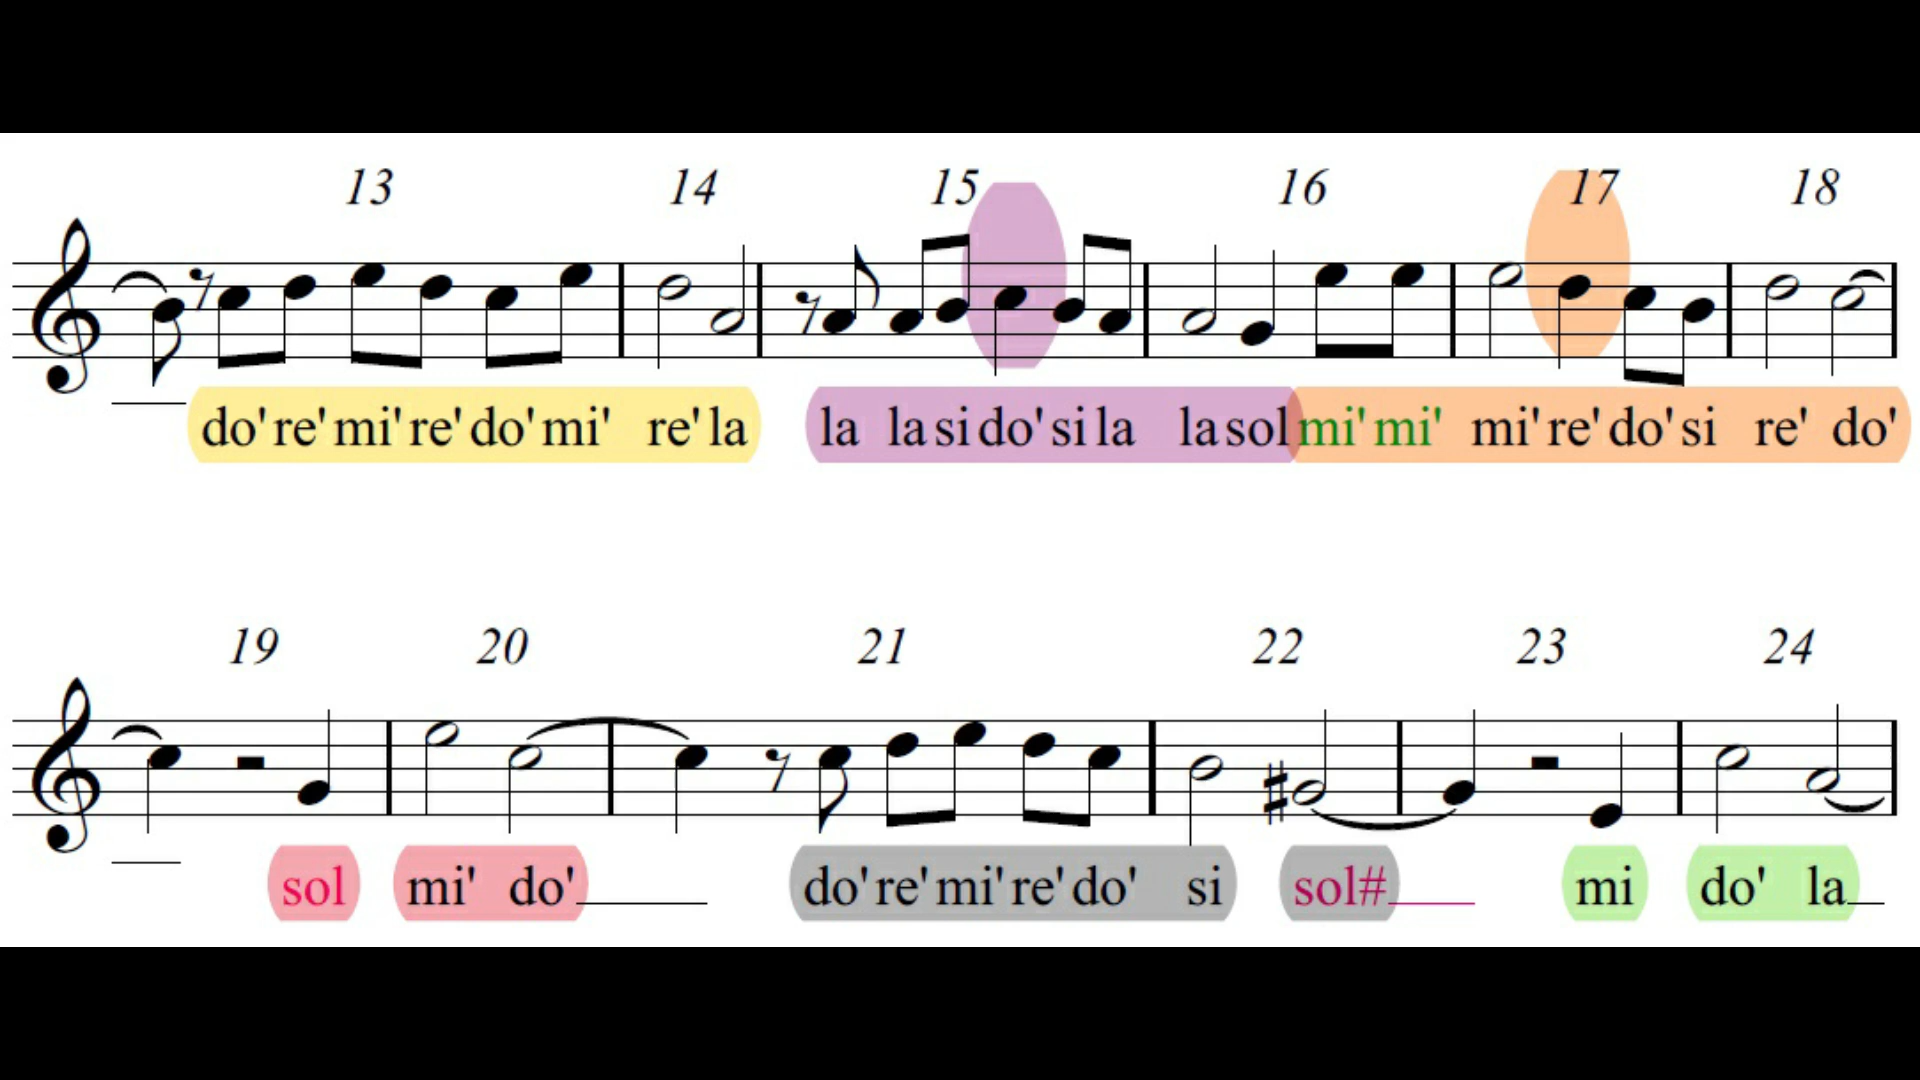 13 14 15 16 17 18
do' re' mi' re' do' mi' re' la la la si do' si la la sol mi' mi' mi' re' do' si re' do'
19 20 21 22 23 24
sol mi' do' do' re' mi' re' do' si sol# mi do' la